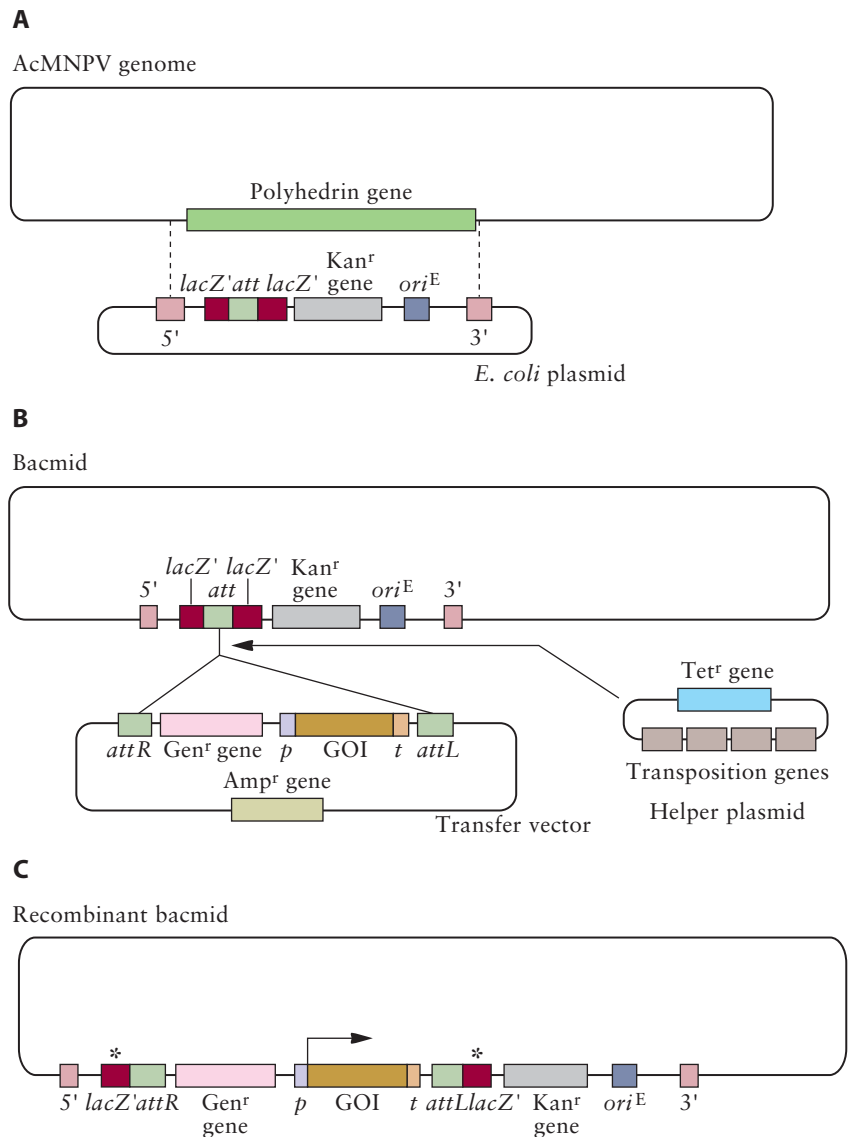 A
AcMNPV genome
Polyhedrin gene
Kanʳ
lacZ' att lacZ' gene oriᴱ
5' 3'
E. coli plasmid
B
Bacmid
lacZ' lacZ' Kanʳ
5' att gene oriᴱ 3'
Tetʳ gene
attR Genʳ gene p GOI t attL
Transposition genes
Ampʳ gene
Helper plasmid
Transfer vector
C
Recombinant bacmid
* *
5' lacZ' attR Genʳ p GOI t attL lacZ' Kanʳ oriᴱ 3'
gene gene